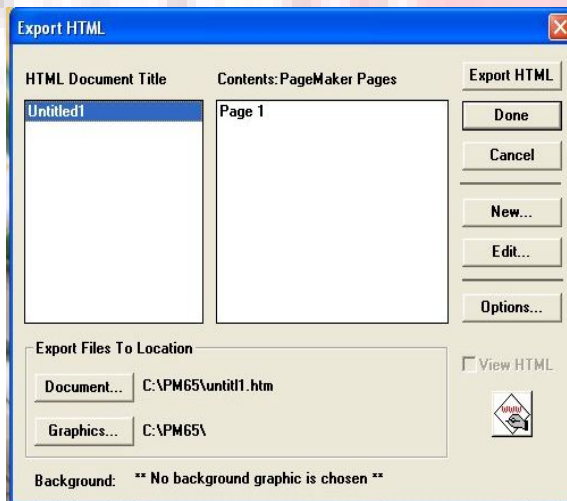 Export HTML
HTML Document Title
Contents:PageMaker Pages
Export HTML
Untitled1
Page 1
Done
Cancel
New...
Edit...
Options...
Export Files To Location
View HTML
Document...
C:\PM65\untitl1.htm
www
Graphics...
C:\PM65\
Background:
** No background graphic is chosen **